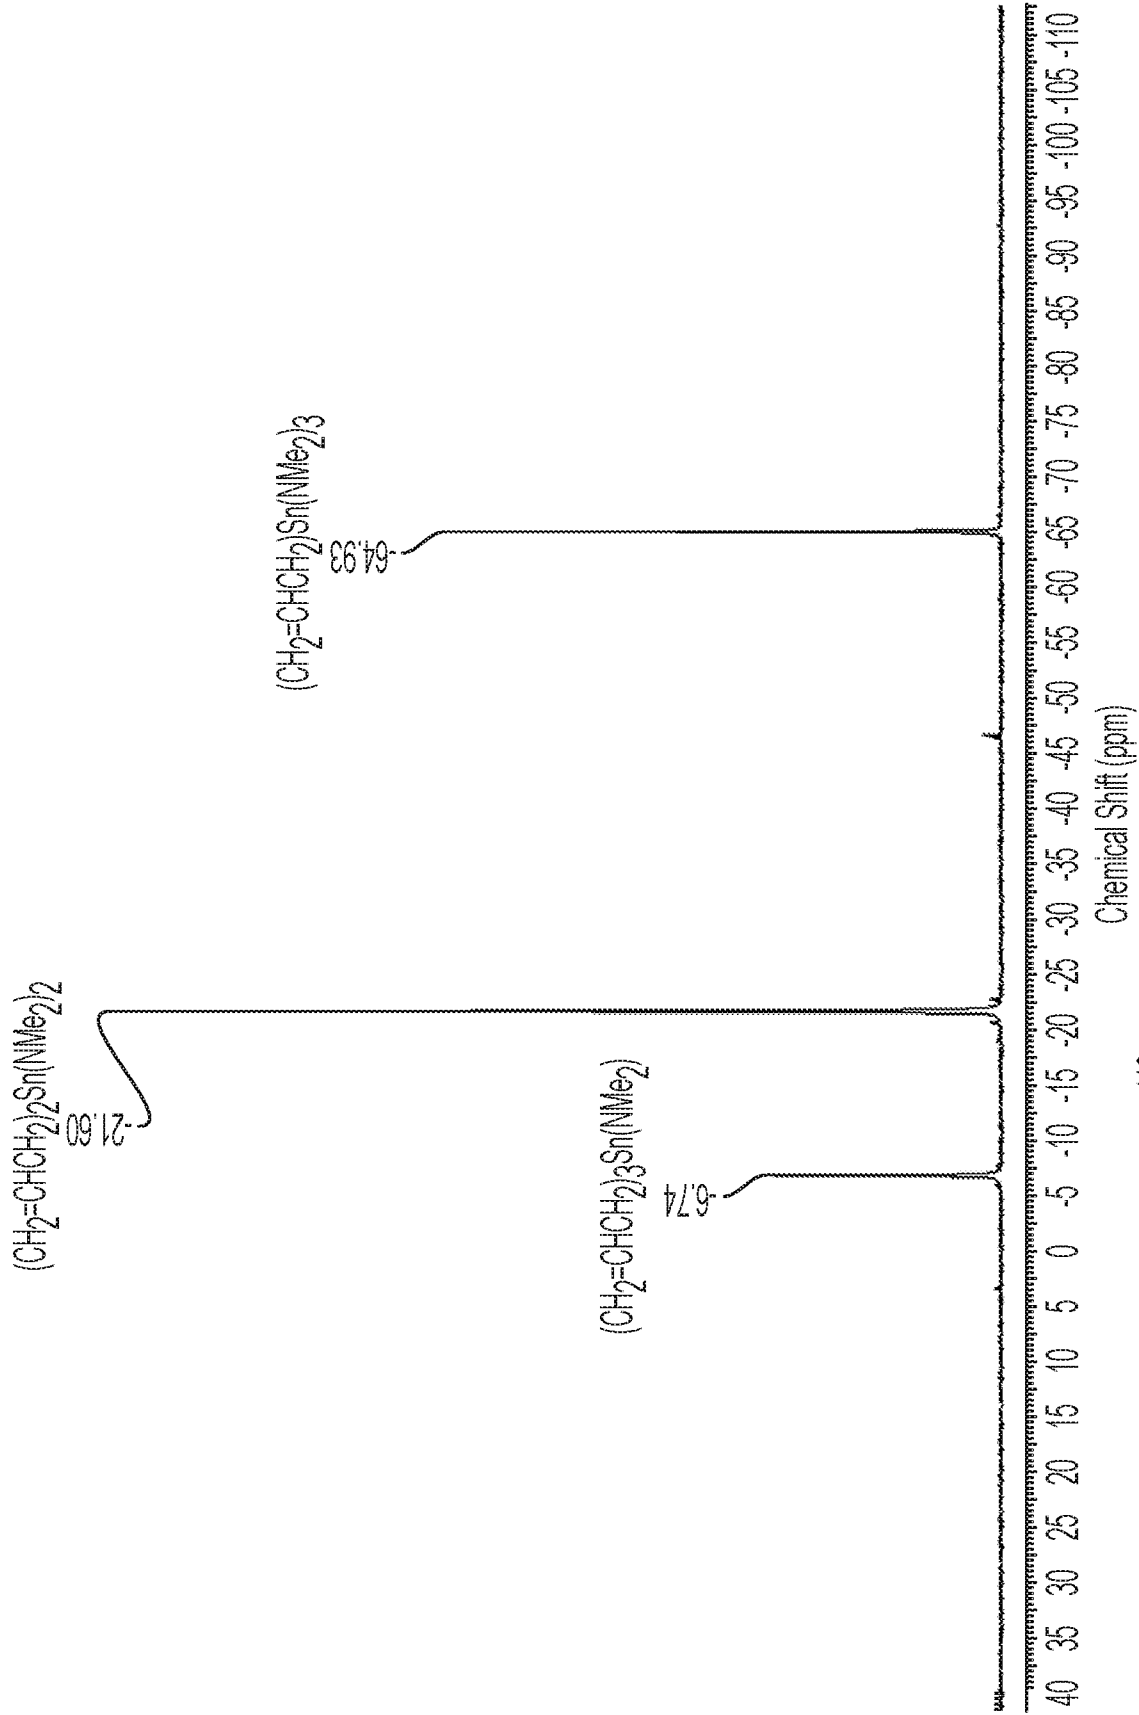 (CH2=CHCH2)2Sn(NMe2)2
-21.60
(CH2=CHCH2)Sn(NMe2)3
-64.93
(CH2=CHCH2)3Sn(NMe2)
-6.74
40 35 30 25 20 15 10 5 0 -5 -10 -15 -20 -25 -30 -35 -40 -45 -50 -55 -60 -65 -70 -75 -80 -85 -90 -95 -100 -105 -110
Chemical Shift (ppm)